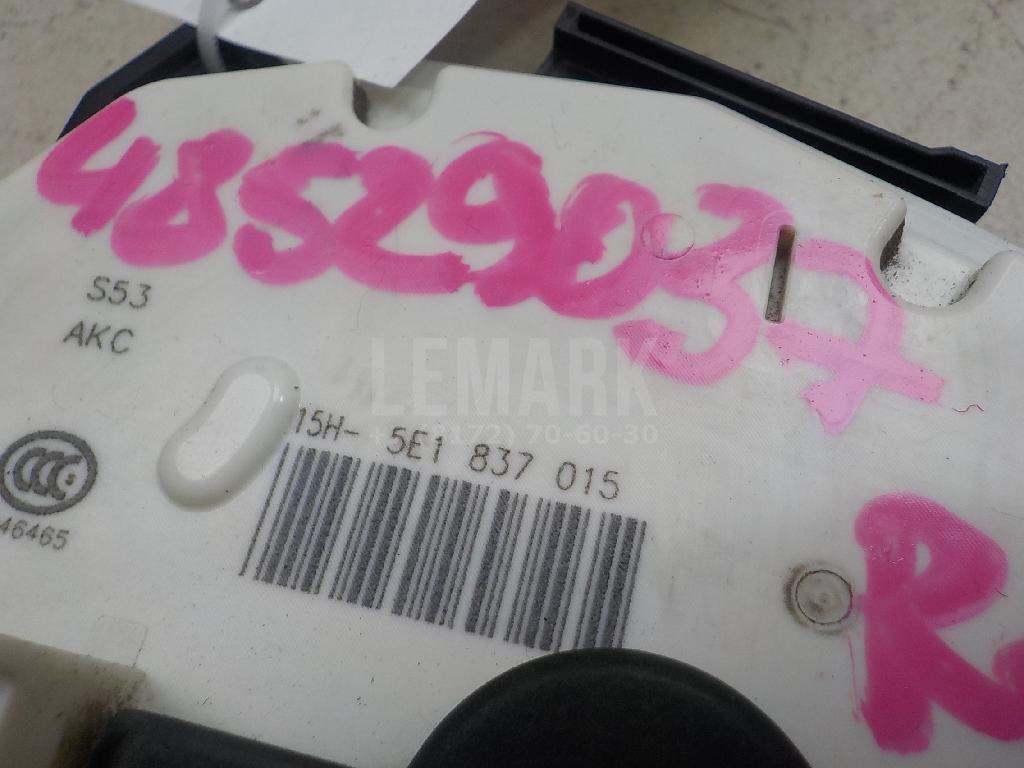 48529037
S53
AKC
LEMARK
+7 (8172) 70-60-30
15H- 5E1 837 015
CCC
46465
R.